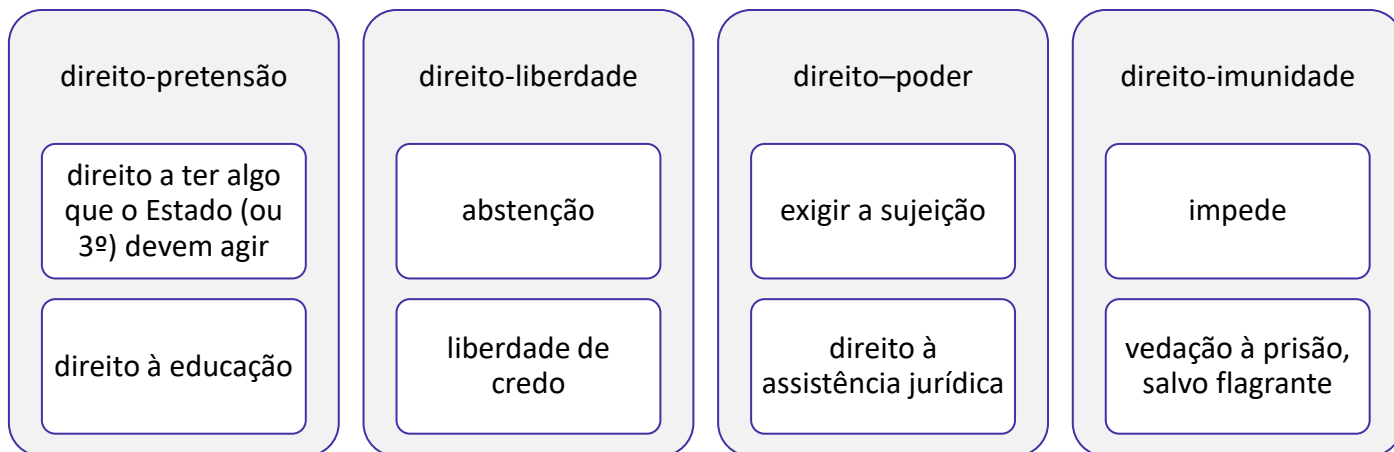 direito-pretensão
direito a ter algo
que o Estado (ou
3º) devem agir
direito à educação
direito-liberdade
abstenção
liberdade de
credo
direito–poder
exigir a sujeição
direito à
assistência jurídica
direito-imunidade
impede
vedação à prisão,
salvo flagrante